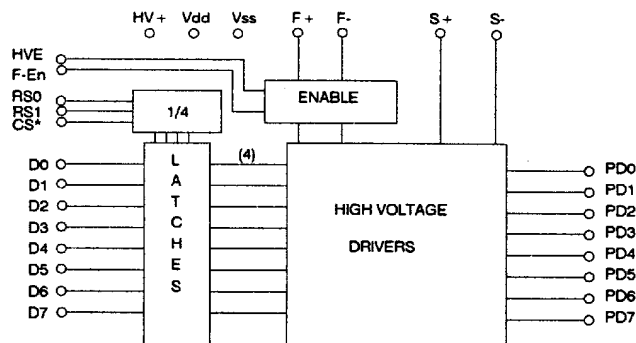 HV + Vdd Vss F + F- S + S-
HVE
F-En
ENABLE
RS0
RS1
CS*
1/4
(4)
LATCHES
HIGH VOLTAGE
DRIVERS
D0
D1
D2
D3
D4
D5
D6
D7
PD0
PD1
PD2
PD3
PD4
PD5
PD6
PD7